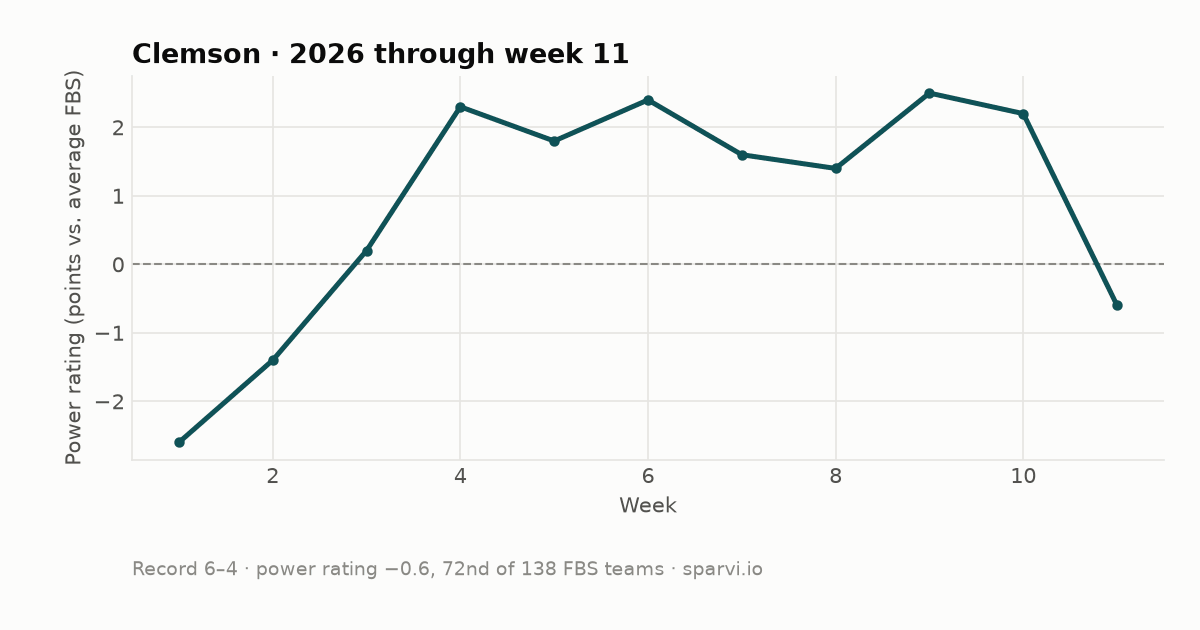 Clemson · 2026 through week 11
Power rating (points vs. average FBS)
2
1
0
−1
−2
2
4
6
8
10
Week
Record 6–4 · power rating −0.6, 72nd of 138 FBS teams · sparvi.io